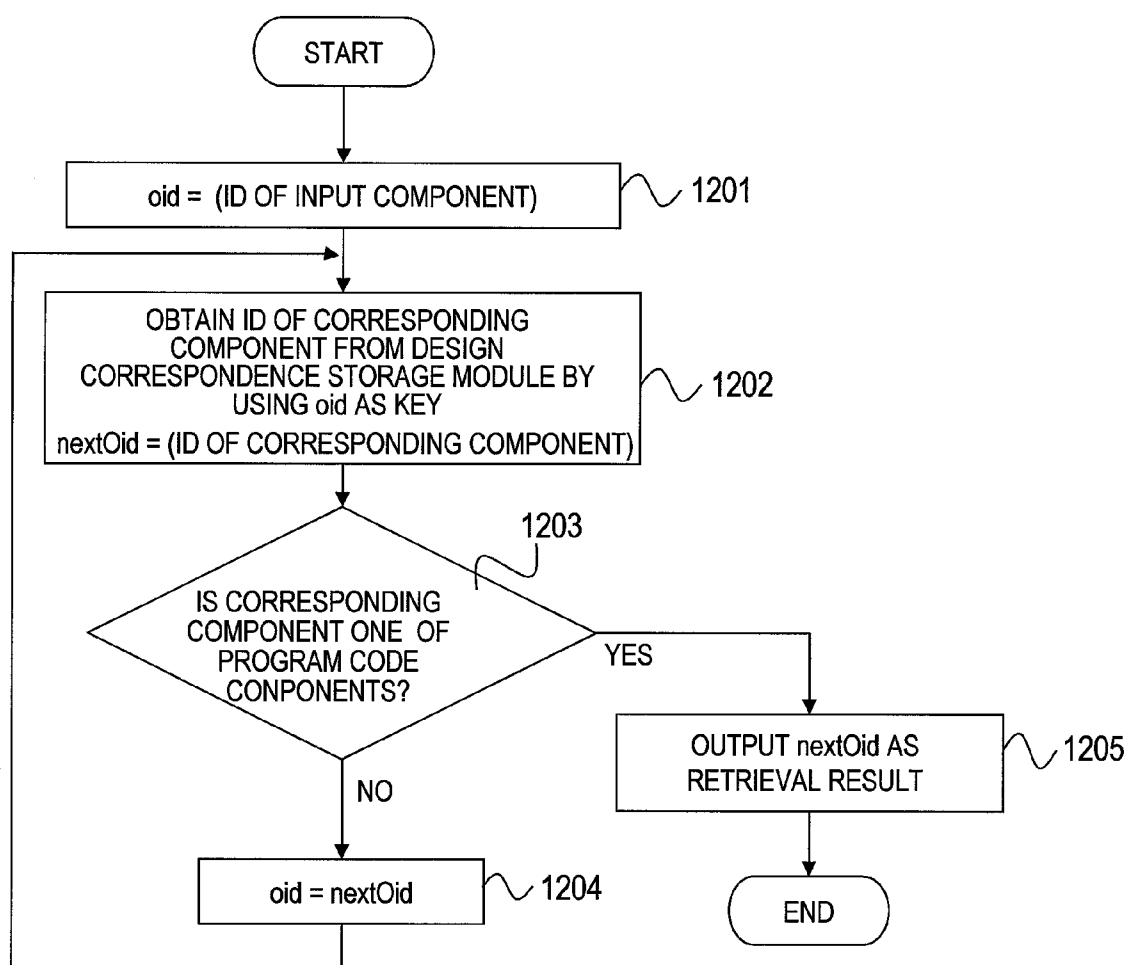 START
oid = (ID OF INPUT COMPONENT)
1201
OBTAIN ID OF CORRESPONDING
COMPONENT FROM DESIGN
CORRESPONDENCE STORAGE MODULE BY
USING oid AS KEY
nextOid = (ID OF CORRESPONDING COMPONENT)
1202
1203
IS CORRESPONDING
COMPONENT ONE OF
PROGRAM CODE
CONPONENTS?
YES
NO
OUTPUT nextOid AS
RETRIEVAL RESULT
1205
oid = nextOid
1204
END